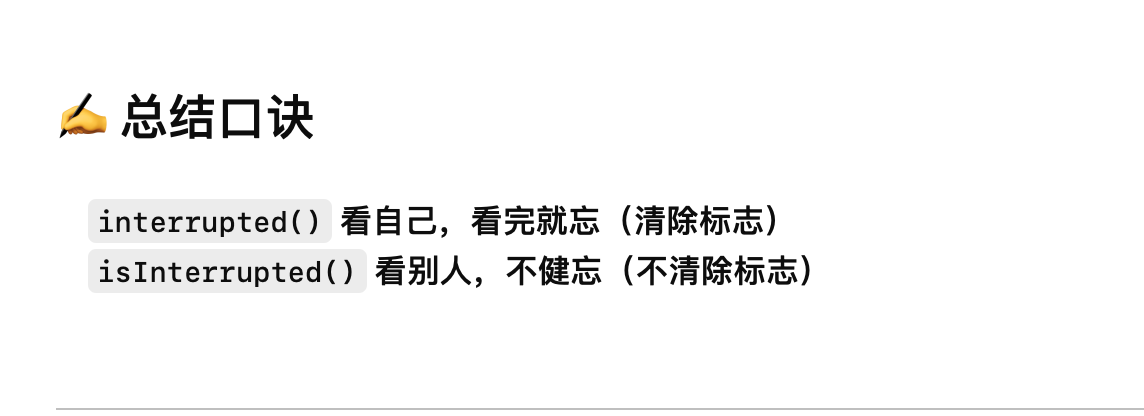 ✍️ 总结口诀
interrupted() 看自己，看完就忘（清除标志）
isInterrupted() 看别人，不健忘（不清除标志）